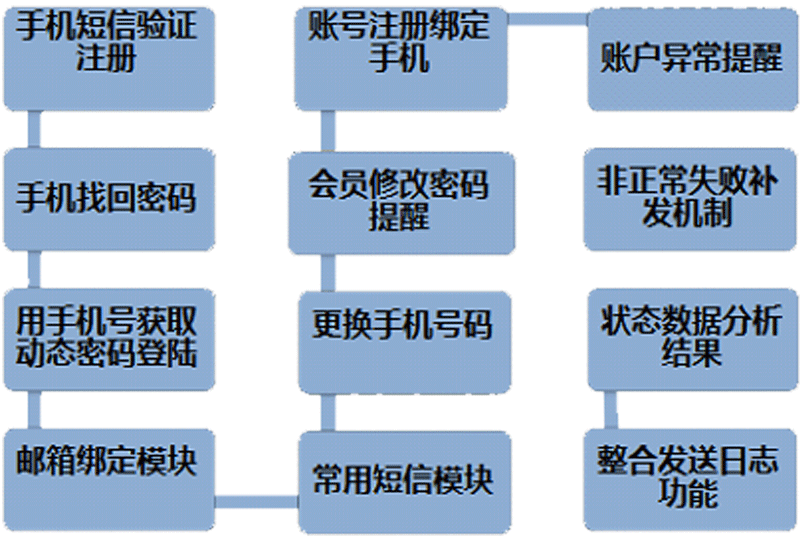 手机短信验证
注册
手机找回密码
用手机号获取
动态密码登陆
邮箱绑定模块
账号注册绑定
手机
会员修改密码
提醒
更换手机号码
常用短信模块
账户异常提醒
非正常失败补
发机制
状态数据分析
结果
整合发送日志
功能